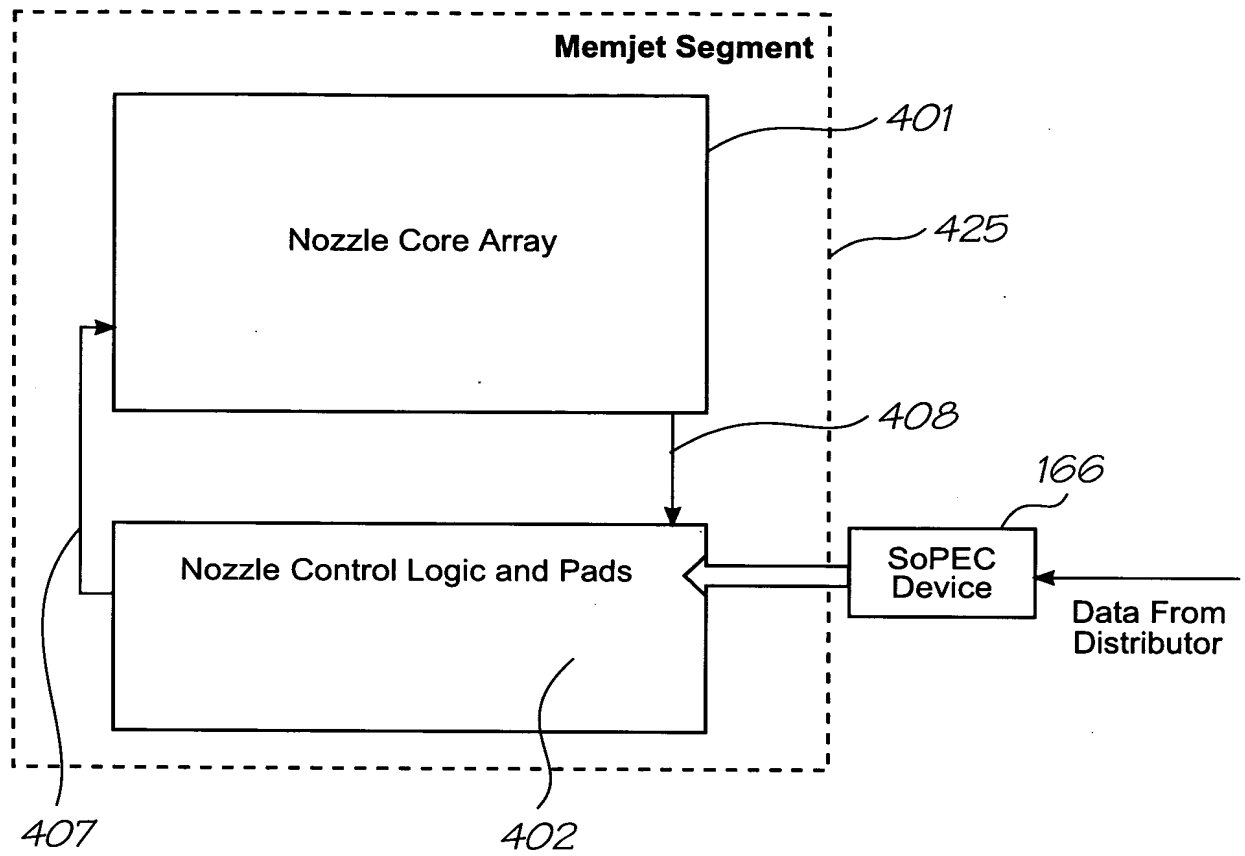 Memjet Segment
401
Nozzle Core Array
425
408
166
Nozzle Control Logic and Pads
SoPEC
Device
Data From
Distributor
407
402